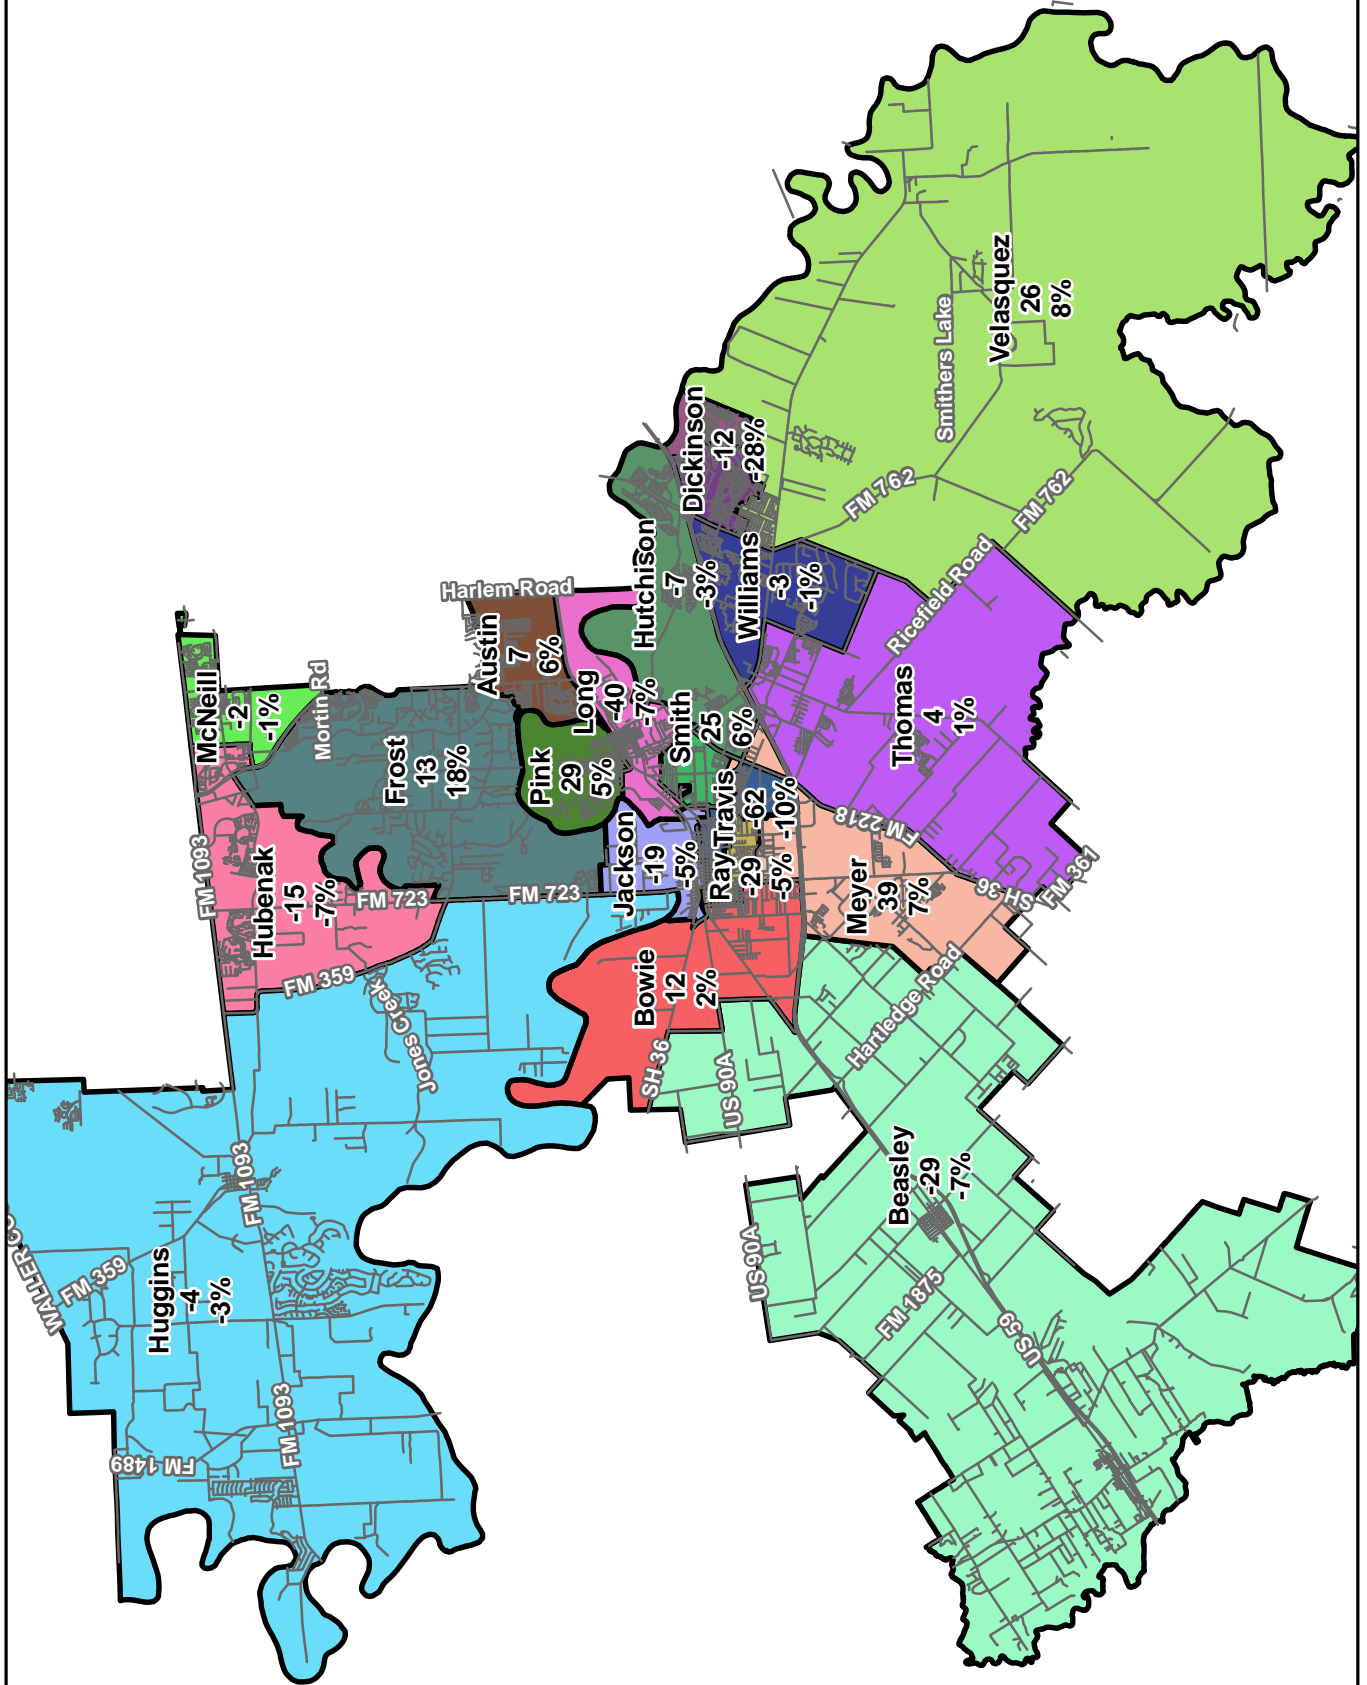 McNeill
-2
-1%
Mortin Rd
FM 1093
Hubenak
-15
-7%
FM 723
FM 359
Frost
13
18%
FM 723
Harlem Road
Austin
7
6%
Pink
29
5%
Long
-40
-7%
Jackson
-19
-5%
Smith
25
6%
Hutchison
-7
-3%
Dickinson
-12
-28%
Williams
-3
-1%
Ray
-29
-5%
Travis
-62
-10%
Bowie
12
2%
SH 36
US 90A
Meyer
39
7%
FM 2218
SH 36
FM 361
Thomas
4
1%
Ricefield Road
FM 762
FM 762
Smithers Lake
Velasquez
26
8%
Jones Creek
Hartledge Road
Huggins
-4
-3%
FM 359
FM 1093
FM 1093
FM 1489
Beasley
-29
-7%
US 90A
FM 1875
US 59